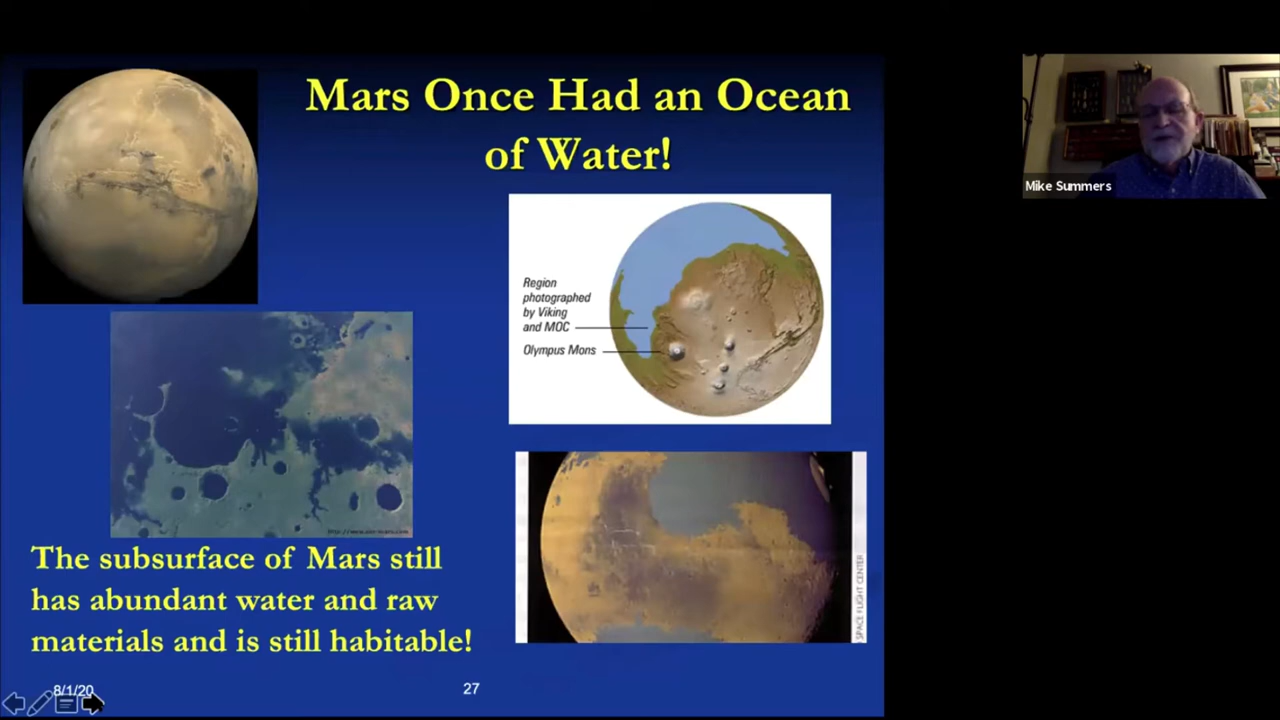 Mars Once Had an Ocean
of Water!
Mike Summers
Region
photographed
by Viking
and MOC
Olympus Mons
The subsurface of Mars still
has abundant water and raw
materials and is still habitable!
SPACE FLIGHT CENTER
8/1/20
27